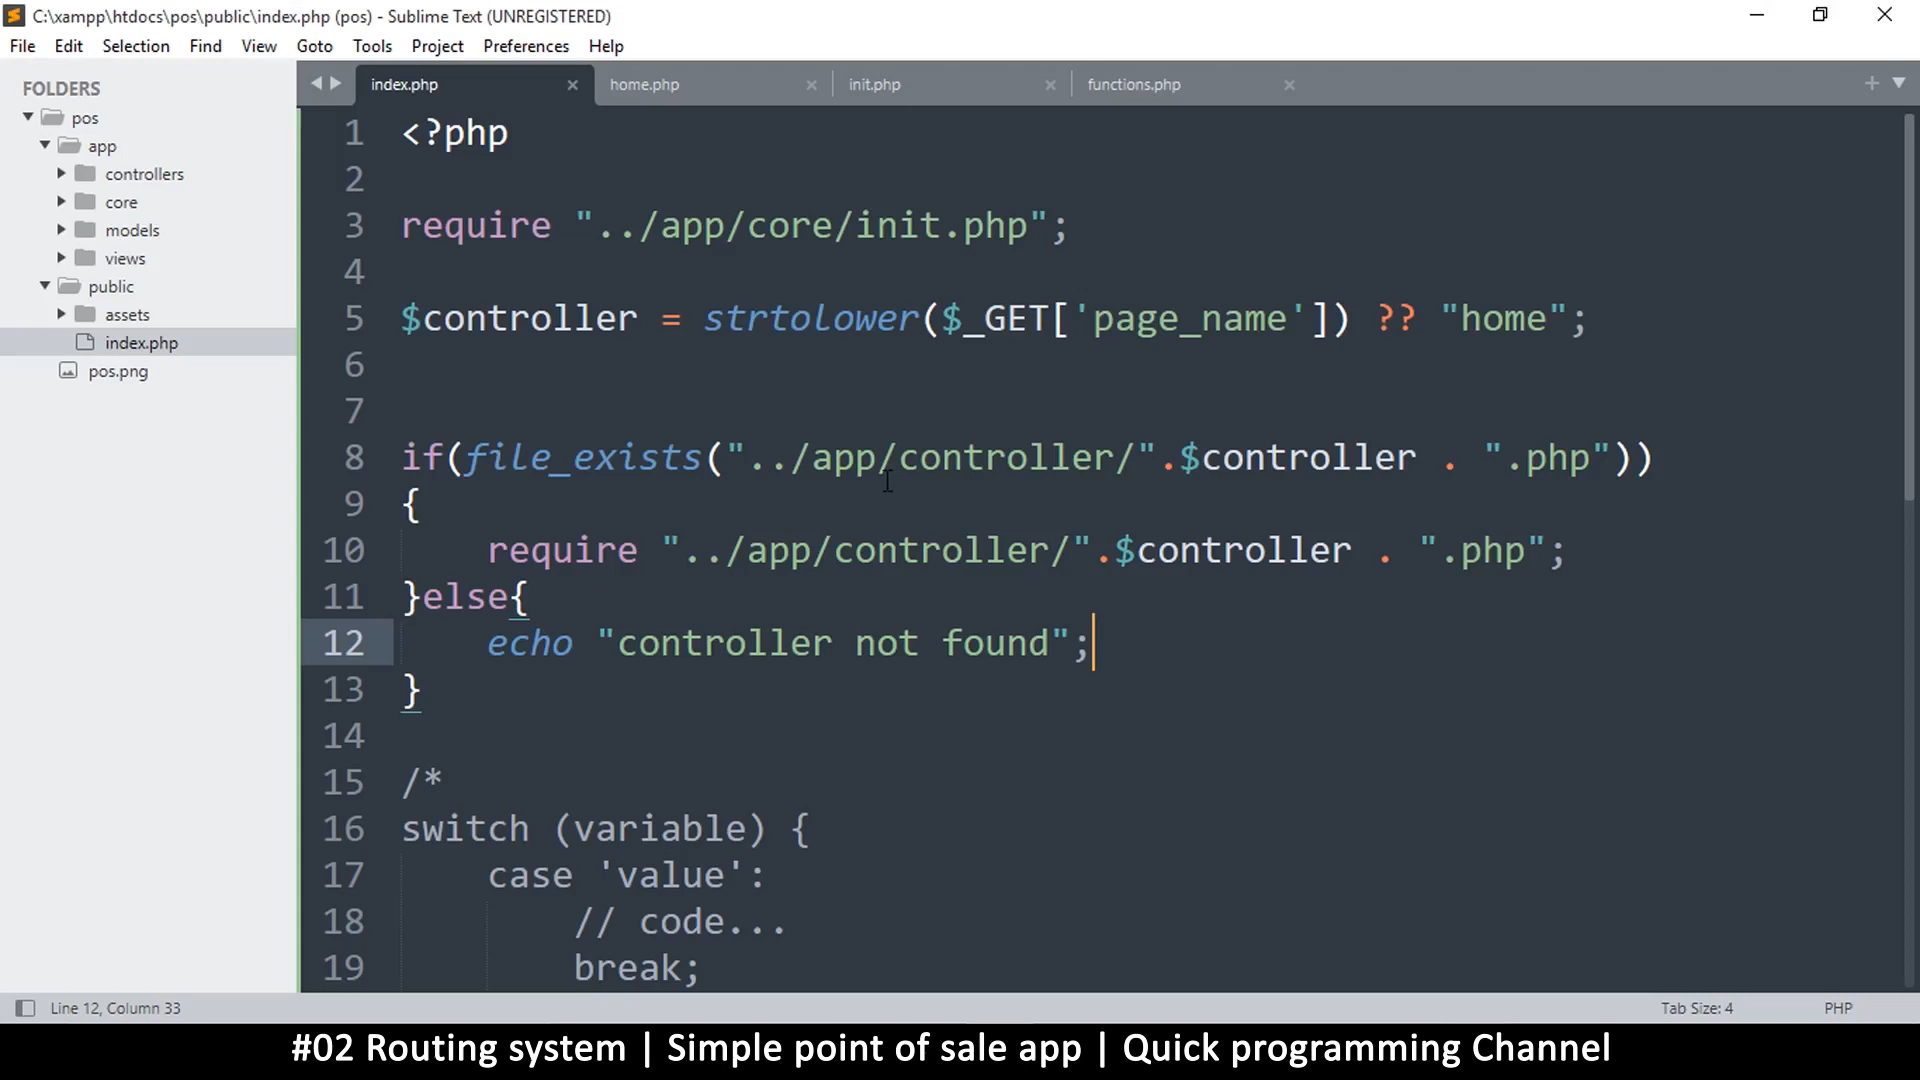 C:\xampp\htdocs\pos\public\index.php (pos) - Sublime Text (UNREGISTERED)
File Edit Selection Find View Goto Tools Project Preferences Help
FOLDERS
pos
app
controllers
core
models
views
public
assets
index.php
pos.png
index.php home.php init.php functions.php
1 <?php
2
3 require "../app/core/init.php";
4
5 $controller = strtolower($_GET['page_name']) ?? "home";
6
7
8 if(file_exists("../app/controller/".$controller . ".php"))
9 {
10 require "../app/controller/".$controller . ".php";
11 }else{
12 echo "controller not found";
13 }
14
15 /*
16 switch (variable) {
17 case 'value':
18 // code...
19 break;
Line 12, Column 33 Tab Size: 4 PHP
#02 Routing system | Simple point of sale app | Quick programming Channel